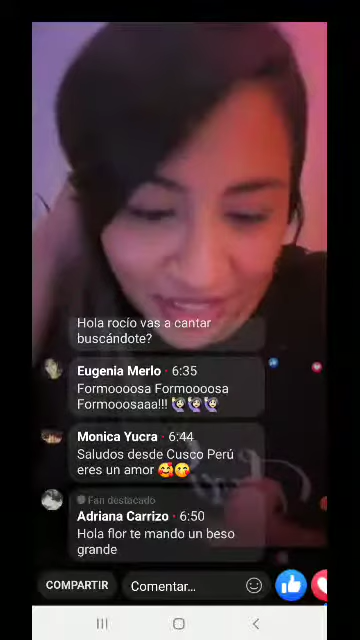 Hola rocío vas a cantar
buscándote?
Eugenia Merlo · 6:35
Formoooosa Formoooosa
Formooosaaa!!! 🙋🏻‍♀️🙋🏻‍♀️🙋🏻‍♀️
Monica Yucra · 6:44
Saludos desde Cusco Perú
eres un amor 🥰😋
Fan destacado
Adriana Carrizo · 6:50
Hola flor te mando un beso
grande
COMPARTIR
Comentar...